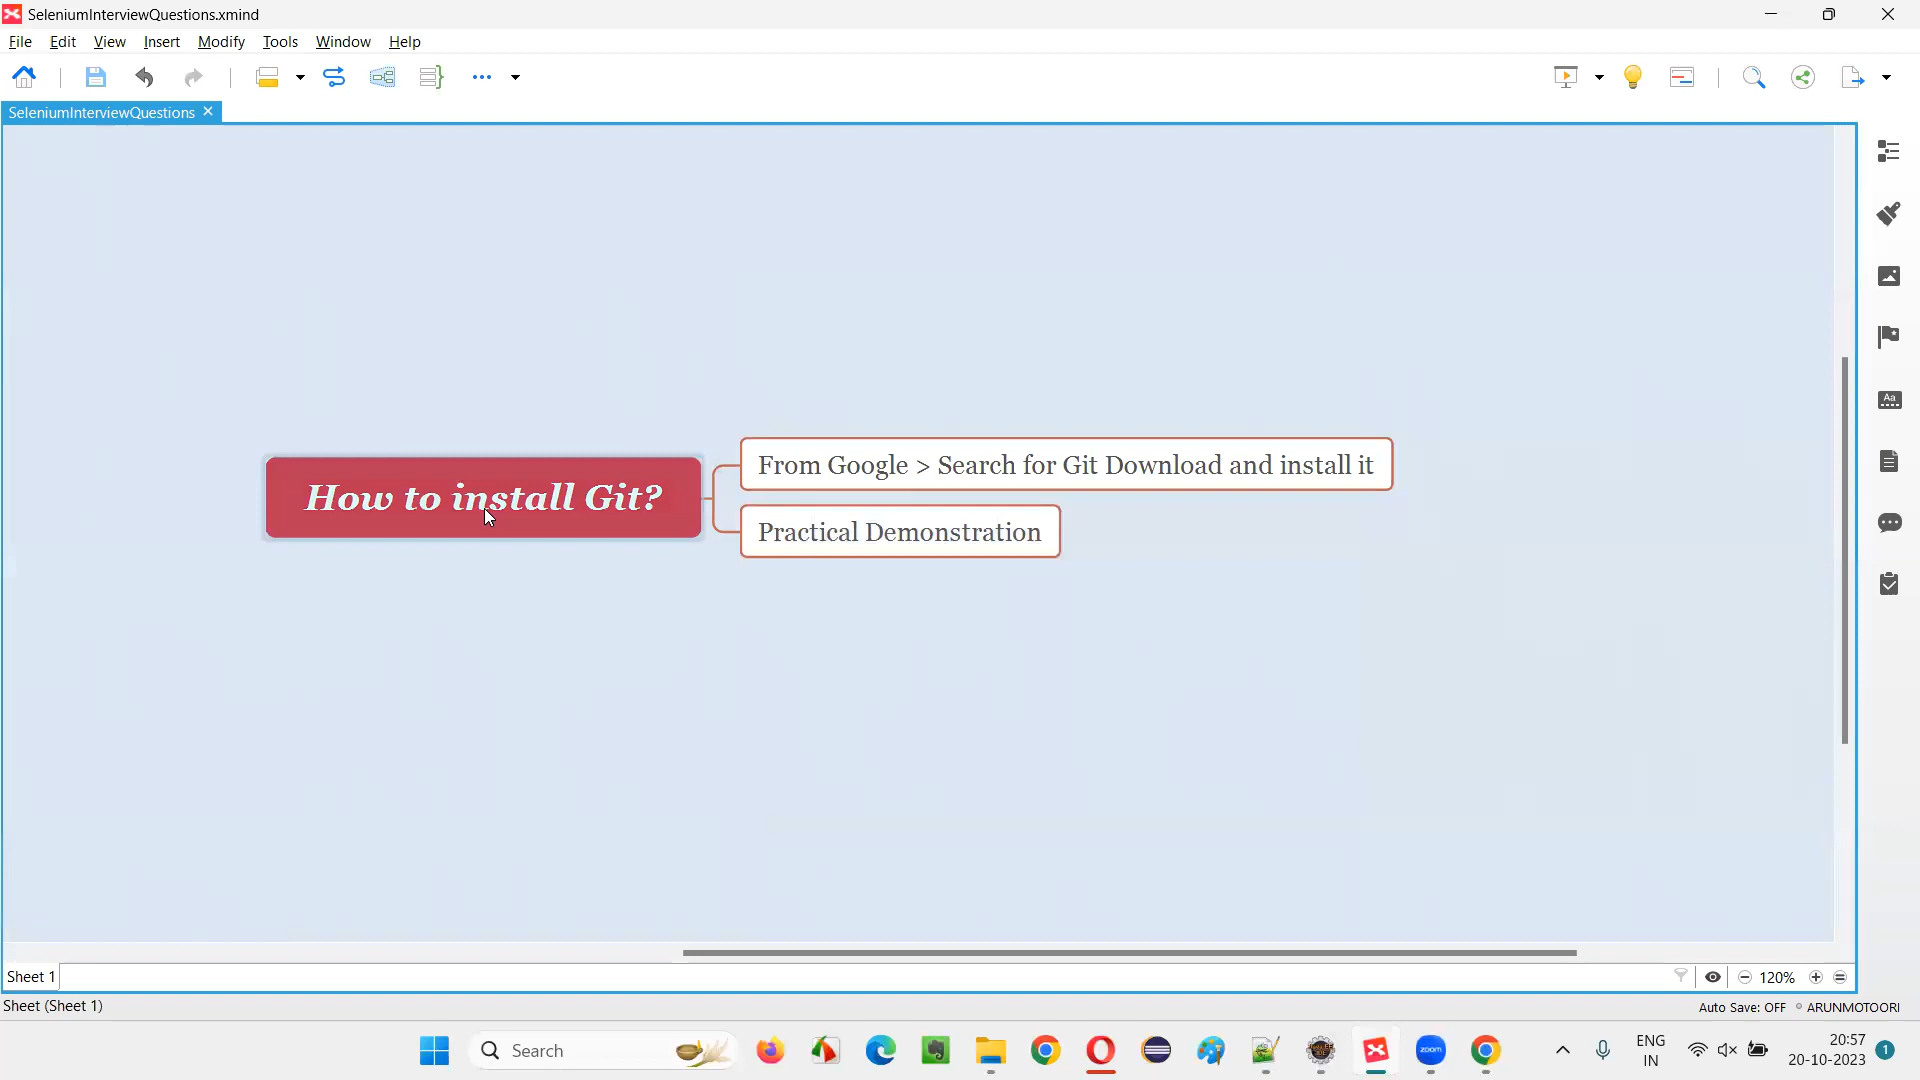 SeleniumInterviewQuestions.xmind
File Edit View Insert Modify Tools Window Help
SeleniumInterviewQuestions
How to install Git?
From Google > Search for Git Download and install it
Practical Demonstration
Aa
Sheet 1
120%
Sheet (Sheet 1)
Auto Save: OFF ARUNMOTOORI
Search
zoom
ENG
IN
20:57
20-10-2023
1